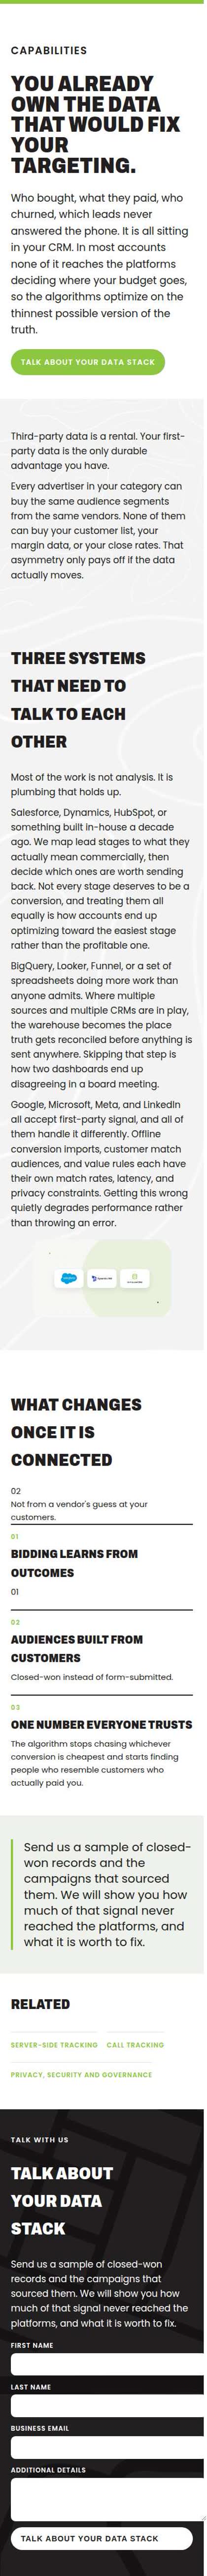 CAPABILITIES
YOU ALREADY
OWN THE DATA
THAT WOULD FIX
YOUR
TARGETING.
Who bought, what they paid, who
churned, which leads never
answered the phone. It is all sitting
in your CRM. In most accounts
none of it reaches the platforms
deciding where your budget goes,
so the algorithms optimize on the
thinnest possible version of the
truth.
TALK ABOUT YOUR DATA STACK
Third-party data is a rental. Your first-
party data is the only durable
advantage you have.
Every advertiser in your category can
buy the same audience segments
from the same vendors. None of them
can buy your customer list, your
margin data, or your close rates. That
asymmetry only pays off if the data
actually moves.
THREE SYSTEMS
THAT NEED TO
TALK TO EACH
OTHER
Most of the work is not analysis. It is
plumbing that holds up.
Salesforce, Dynamics, HubSpot, or
something built in-house a decade
ago. We map lead stages to what they
actually mean commercially, then
decide which ones are worth sending
back. Not every stage deserves to be a
conversion, and treating them all
equally is how accounts end up
optimizing toward the easiest stage
rather than the profitable one.
BigQuery, Looker, Funnel, or a set of
spreadsheets doing more work than
anyone admits. Where multiple
sources and multiple CRMs are in play,
the warehouse becomes the place
truth gets reconciled before anything is
sent anywhere. Skipping that step is
how two dashboards end up
disagreeing in a board meeting.
Google, Microsoft, Meta, and LinkedIn
all accept first-party signal, and all of
them handle it differently. Offline
conversion imports, customer match
audiences, and value rules each have
their own match rates, latency, and
privacy constraints. Getting this wrong
quietly degrades performance rather
than throwing an error.
WHAT CHANGES
ONCE IT IS
CONNECTED
02
Not from a vendor's guess at your
customers.
01
BIDDING LEARNS FROM
OUTCOMES
01
02
AUDIENCES BUILT FROM
CUSTOMERS
Closed-won instead of form-submitted.
03
ONE NUMBER EVERYONE TRUSTS
The algorithm stops chasing whichever
conversion is cheapest and starts finding
people who resemble customers who
actually paid you.
Send us a sample of closed-
won records and the
campaigns that sourced
them. We will show you how
much of that signal never
reached the platforms, and
what it is worth to fix.
RELATED
SERVER-SIDE TRACKING CALL TRACKING
PRIVACY, SECURITY AND GOVERNANCE
TALK WITH US
TALK ABOUT
YOUR DATA
STACK
Send us a sample of closed-won
records and the campaigns that
sourced them. We will show you how
much of that signal never reached the
platforms, and what it is worth to fix.
FIRST NAME
LAST NAME
BUSINESS EMAIL
ADDITIONAL DETAILS
TALK ABOUT YOUR DATA STACK